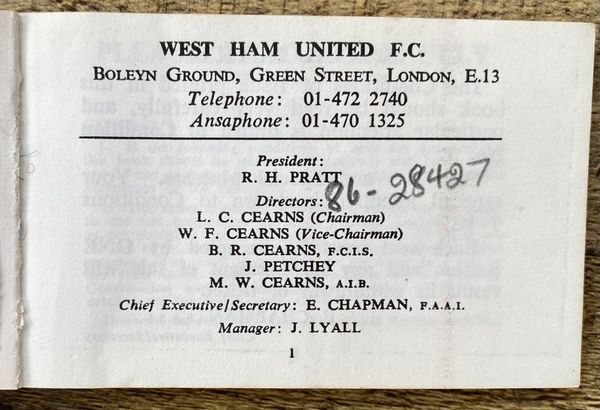 WEST HAM UNITED F.C.
BOLEYN GROUND, GREEN STREET, LONDON, E.13
Telephone: 01-472 2740
Ansaphone: 01-470 1325
President:
R. H. PRATT
86-28427
Directors:
L. C. CEARNS (Chairman)
W. F. CEARNS (Vice-Chairman)
B. R. CEARNS, F.C.I.S.
J. PETCHEY
M. W. CEARNS, A.I.B.
Chief Executive/Secretary: E. CHAPMAN, F.A.A.I.
Manager: J. LYALL
1